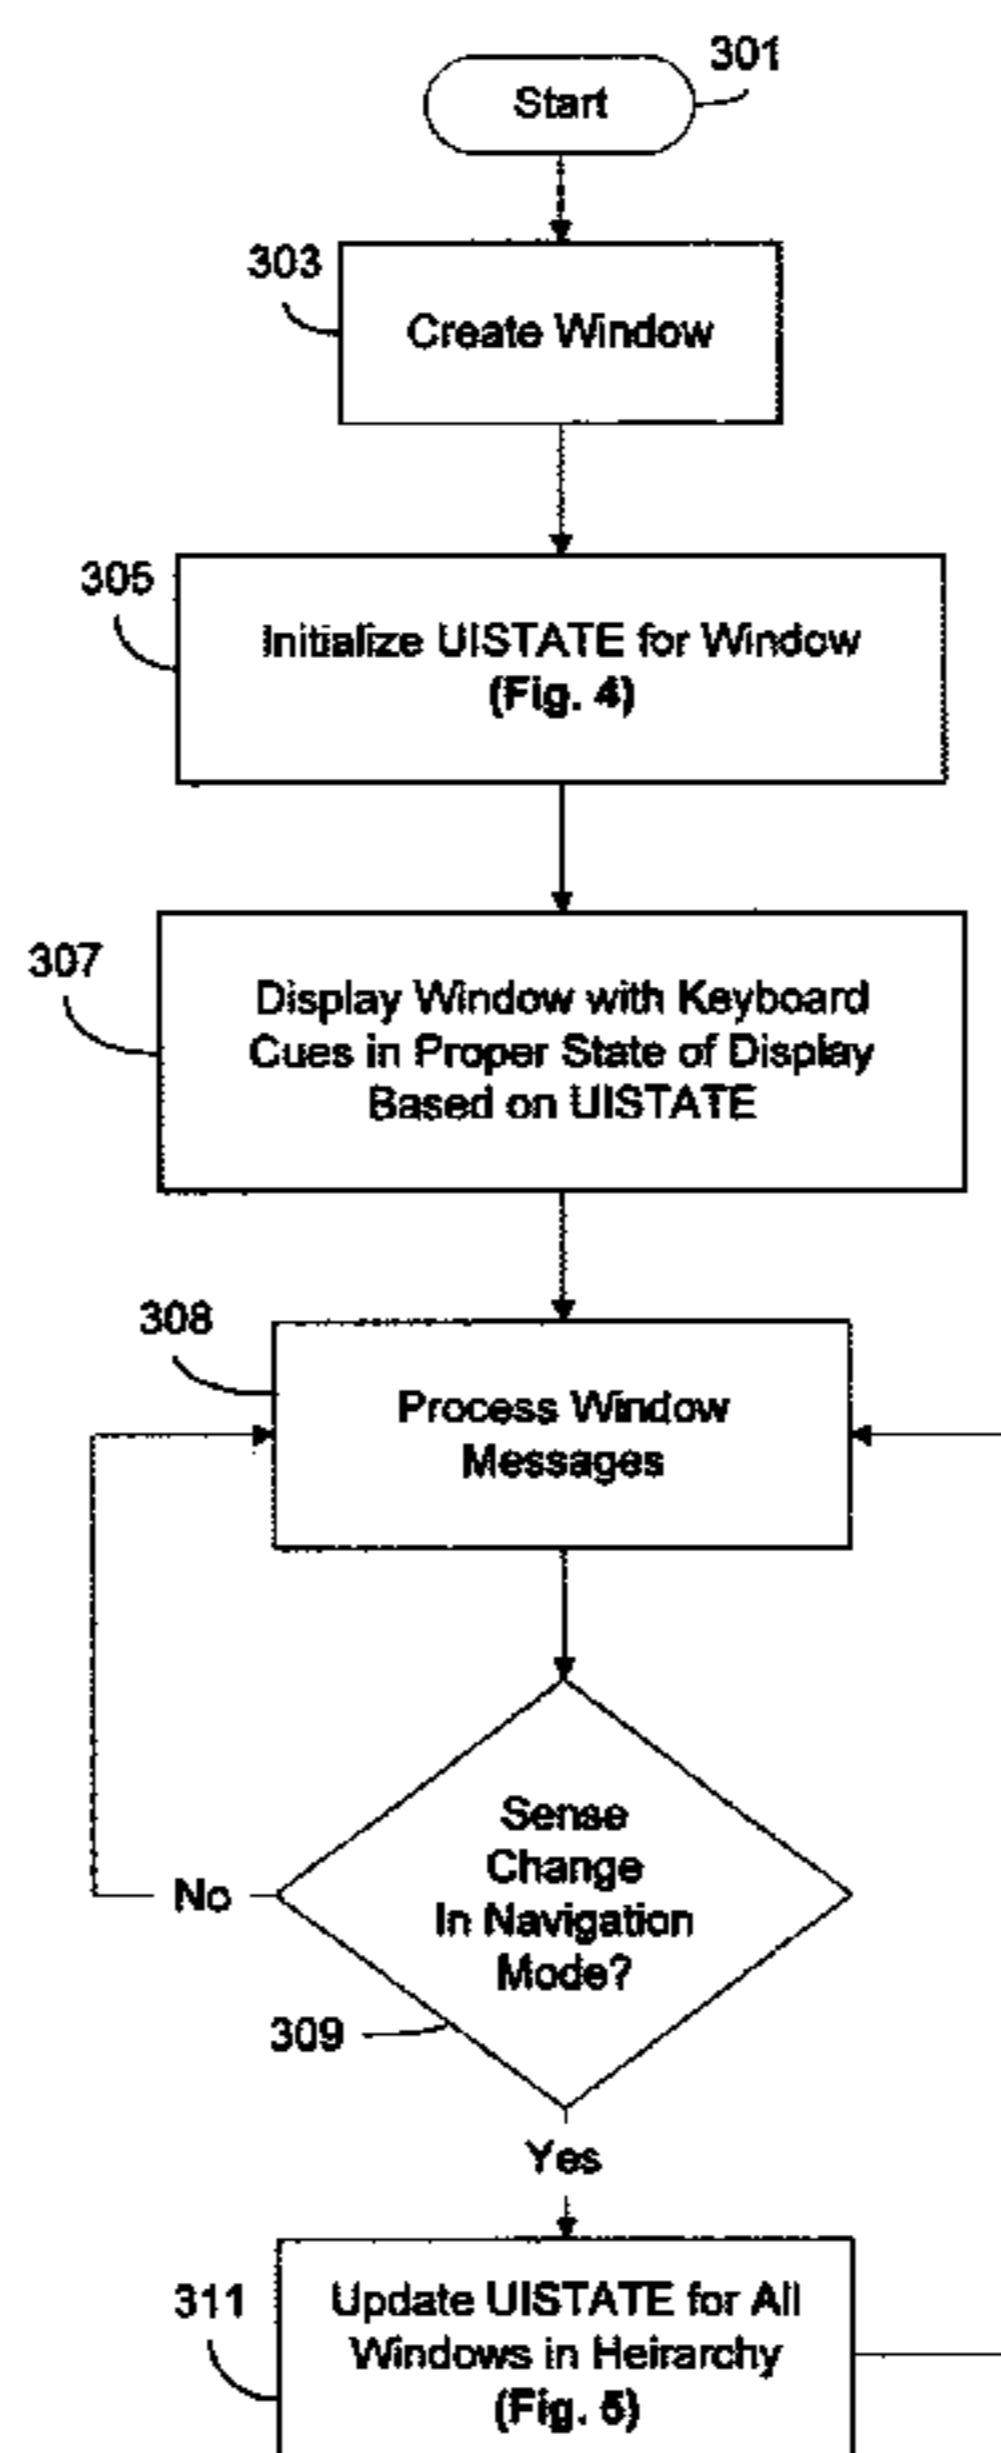 301
Start
303
Create Window
305
Initialize UISTATE for Window
(Fig. 4)
307
Display Window with Keyboard
Cues in Proper State of Display
Based on UISTATE
308
Process Window
Messages
Sense
Change
In Navigation
Mode?
No
309
Yes
311
Update UISTATE for All
Windows in Heirarchy
(Fig. 5)